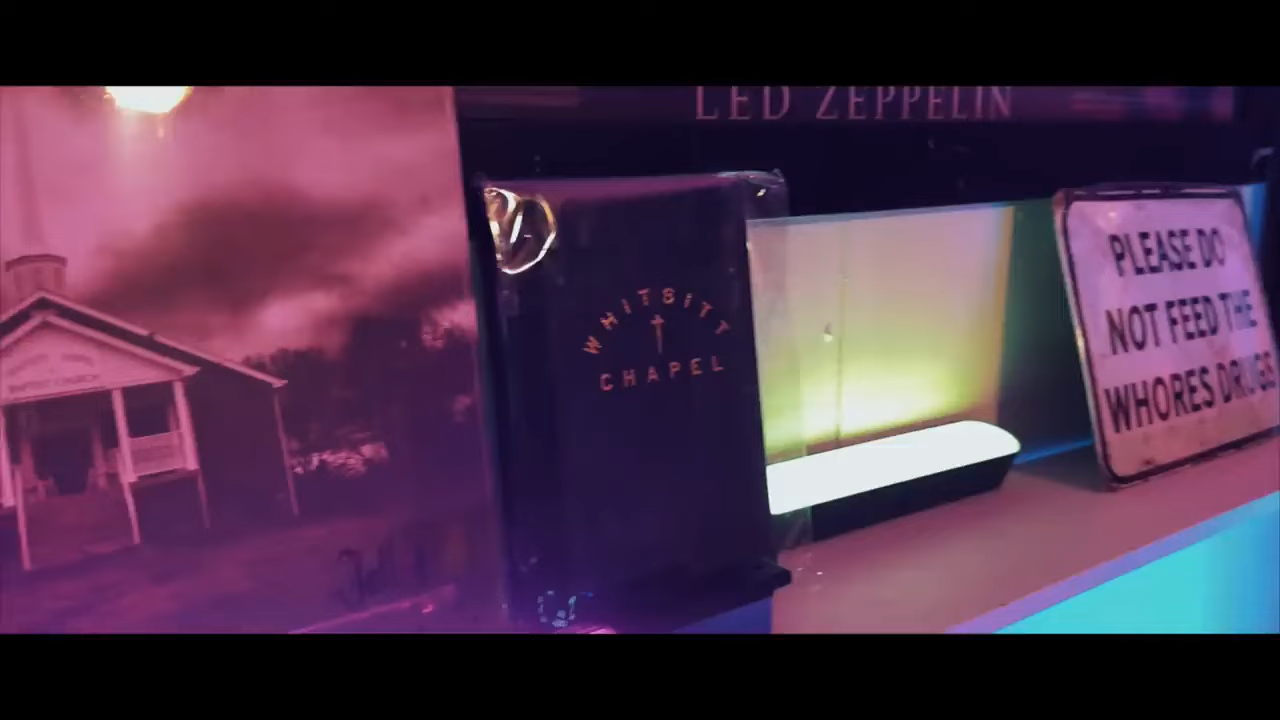 LED ZEPPELIN
WHITSITT
CHAPEL
PLEASE DO
NOT FEED THE
WHORES DRUGS